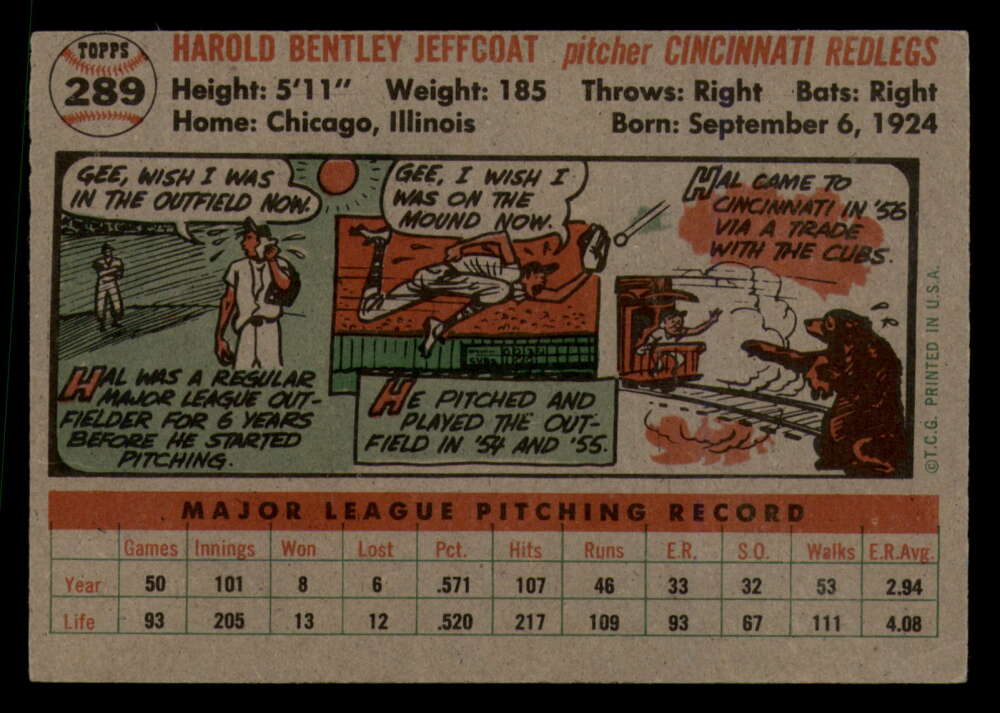 TOPPS
289
HAROLD BENTLEY JEFFCOAT pitcher CINCINNATI REDLEGS
Height: 5'11" Weight: 185 Throws: Right Bats: Right
Home: Chicago, Illinois Born: September 6, 1924
GEE, WISH I WAS
IN THE OUTFIELD NOW.
HAL WAS A REGULAR
MAJOR LEAGUE OUT-
FIELDER FOR 6 YEARS
BEFORE HE STARTED
PITCHING.
GEE, I WISH I
WAS ON THE
MOUND NOW.
HE PITCHED AND
PLAYED THE OUT-
FIELD IN '54 AND '55.
HAL CAME TO
CINCINNATI IN '56
VIA A TRADE
WITH THE CUBS.
© T.C.G. PRINTED IN U.S.A.
MAJOR LEAGUE PITCHING RECORD
Games Innings Won Lost Pct. Hits Runs E.R. S.O. Walks E.R.Avg.
Year 50 101 8 6 .571 107 46 33 32 53 2.94
Life 93 205 13 12 .520 217 109 93 67 111 4.08